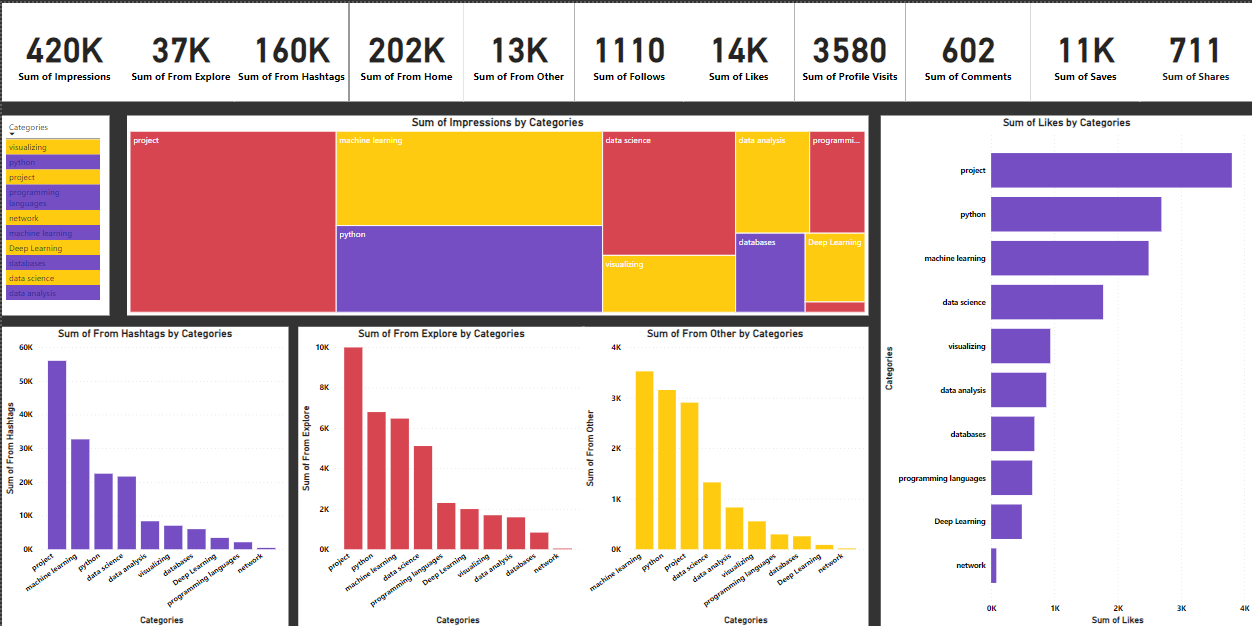 420K
Sum of Impressions
37K
Sum of From Explore
160K
Sum of From Hashtags
202K
Sum of From Home
13K
Sum of From Other
1110
Sum of Follows
14K
Sum of Likes
3580
Sum of Profile Visits
602
Sum of Comments
11K
Sum of Saves
711
Sum of Shares
Categories
visualizing
python
project
programming
languages
network
machine learning
Deep Learning
databases
data science
data analysis
Sum of Impressions by Categories
project
machine learning
python
data science
visualizing
data analysis
programmi...
databases
Deep Learning
Sum of Likes by Categories
Categories
project
python
machine learning
data science
visualizing
data analysis
databases
programming languages
Deep Learning
network
0K
1K
2K
3K
4K
Sum of Likes
Sum of From Hashtags by Categories
Sum of From Hashtags
60K
50K
40K
30K
20K
10K
0K
project
machine learning
python
data science
data analysis
visualizing
databases
Deep Learning
programming languages
network
Categories
Sum of From Explore by Categories
Sum of From Explore
10K
8K
6K
4K
2K
0K
project
python
machine learning
data science
programming languages
Deep Learning
visualizing
data analysis
databases
network
Categories
Sum of From Other by Categories
Sum of From Other
4K
3K
2K
1K
0K
machine learning
python
project
data science
data analysis
visualizing
programming languages
databases
Deep Learning
network
Categories